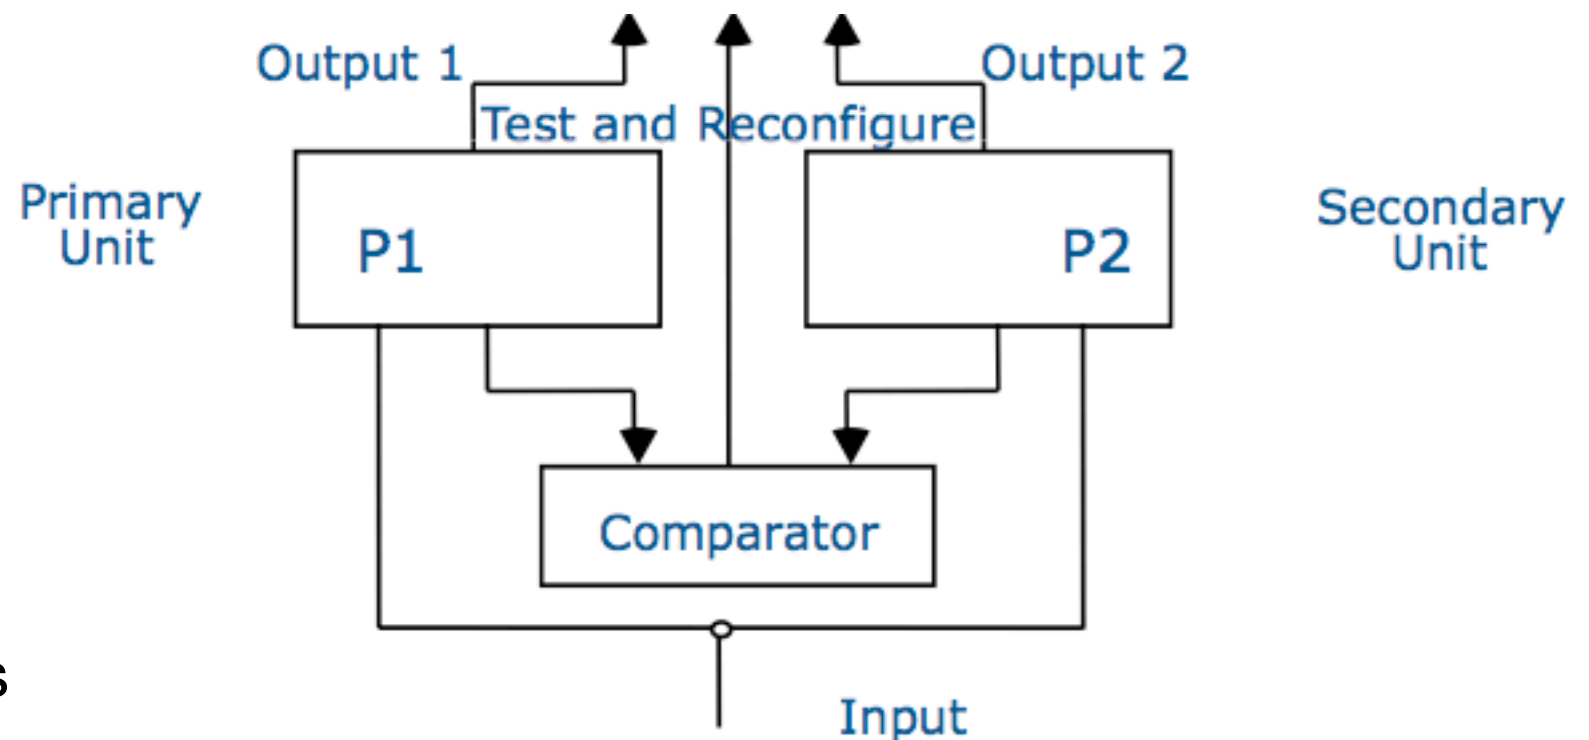 Output 1
Output 2
Test and Reconfigure
Primary
Unit
P1
P2
Secondary
Unit
Comparator
s
Input